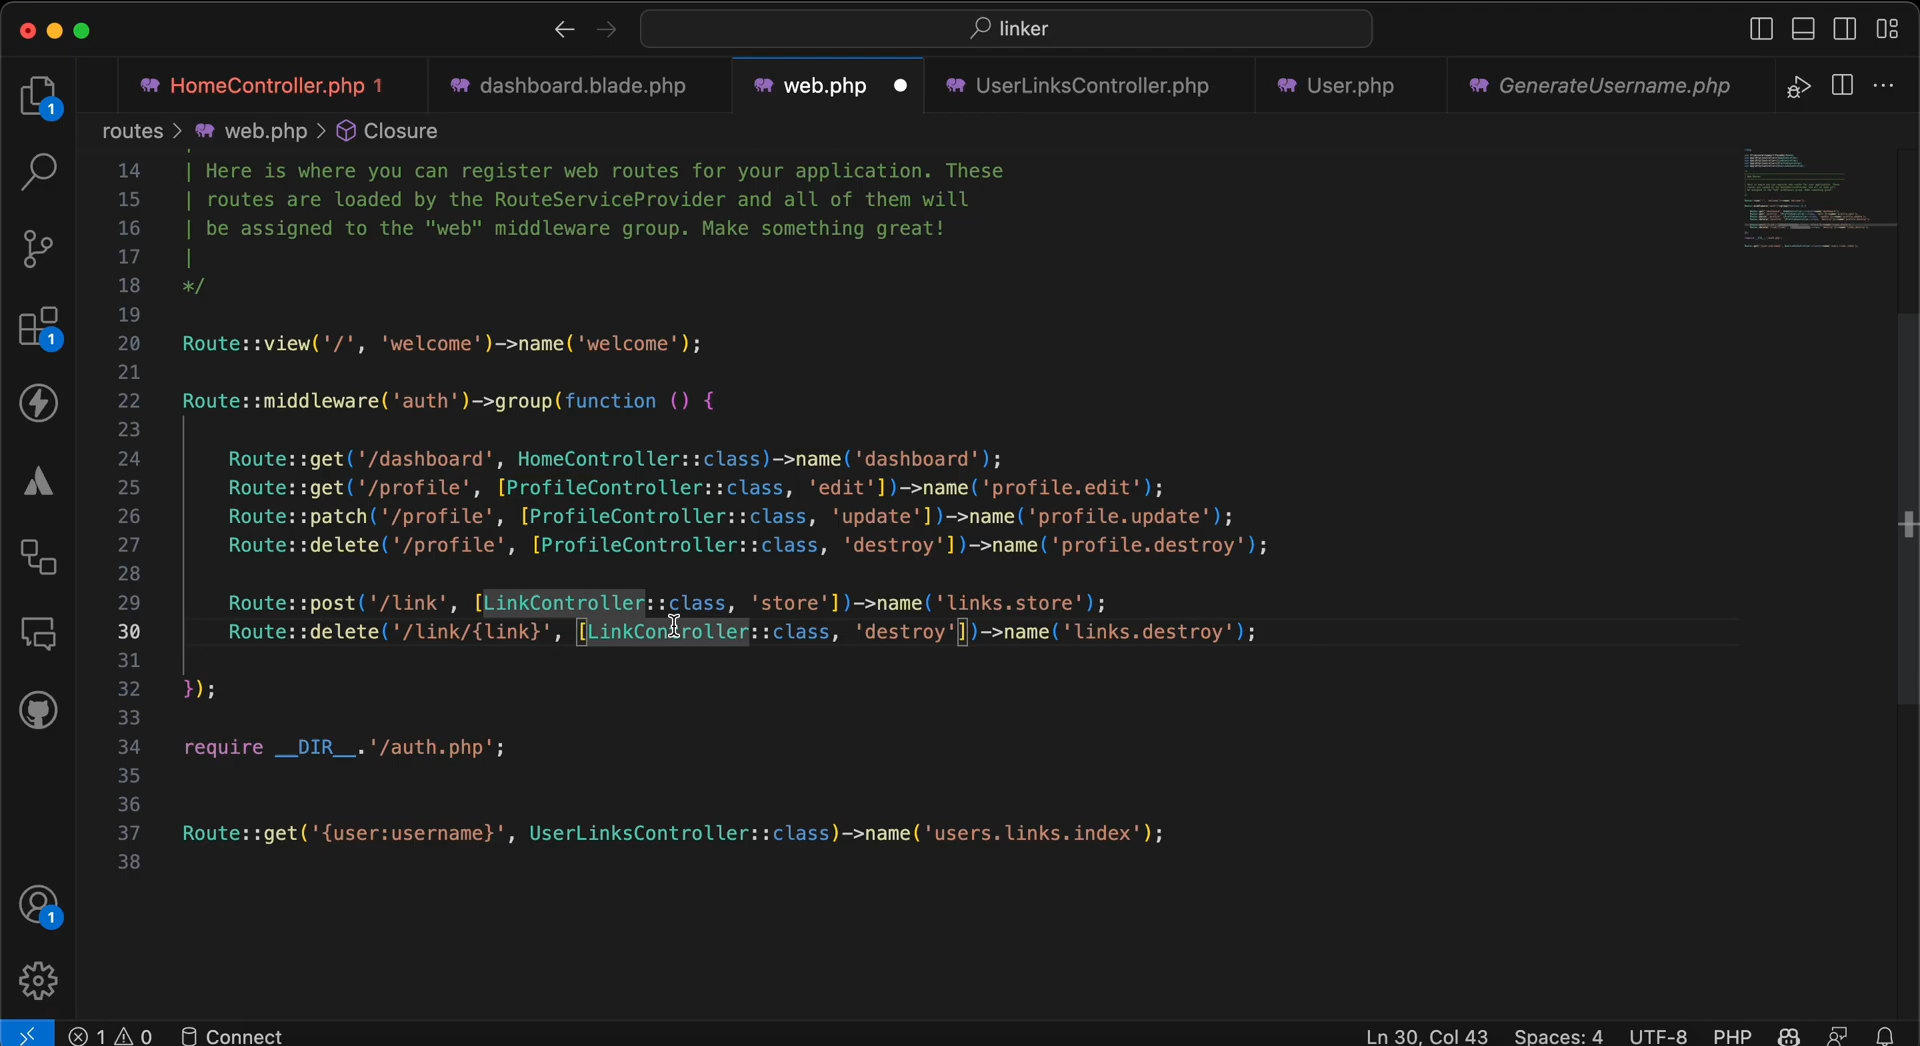 linker
1
HomeController.php 1
dashboard.blade.php
web.php
UserLinksController.php
User.php
GenerateUsername.php
routes > web.php > Closure
14 | Here is where you can register web routes for your application. These
15 | routes are loaded by the RouteServiceProvider and all of them will
16 | be assigned to the "web" middleware group. Make something great!
17 |
18 */
19
20 Route::view('/', 'welcome')->name('welcome');
21
22 Route::middleware('auth')->group(function () {
23
24 Route::get('/dashboard', HomeController::class)->name('dashboard');
25 Route::get('/profile', [ProfileController::class, 'edit'])->name('profile.edit');
26 Route::patch('/profile', [ProfileController::class, 'update'])->name('profile.update');
27 Route::delete('/profile', [ProfileController::class, 'destroy'])->name('profile.destroy');
28
29 Route::post('/link', [LinkController::class, 'store'])->name('links.store');
30 Route::delete('/link/{link}', [LinkController::class, 'destroy'])->name('links.destroy');
31
32 });
33
34 require __DIR__.'/auth.php';
35
36
37 Route::get('{user:username}', UserLinksController::class)->name('users.links.index');
38
1
1
1 0 Connect
Ln 30, Col 43 Spaces: 4 UTF-8 PHP